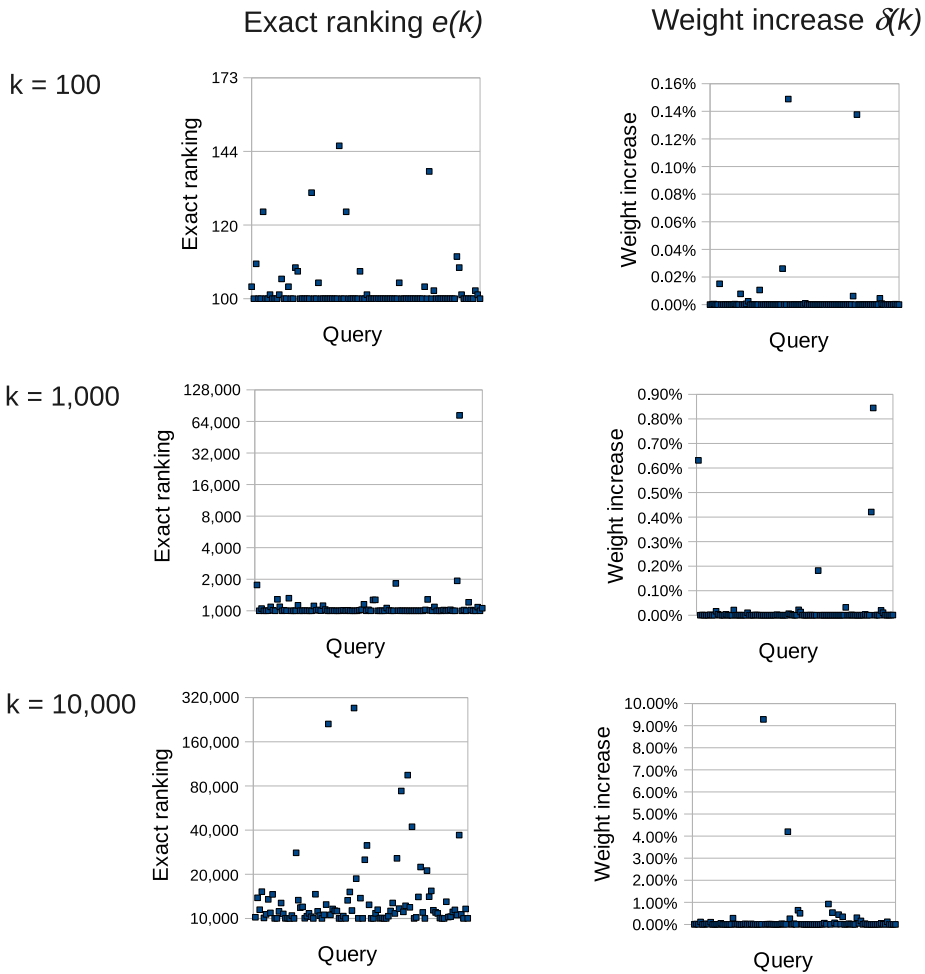 Exact ranking e(k)
Weight increase δ(k)
k = 100
173
144
120
100
Exact ranking
Query
0.16%
0.14%
0.12%
0.10%
0.08%
0.06%
0.04%
0.02%
0.00%
Weight increase
Query
k = 1,000
128,000
64,000
32,000
16,000
8,000
4,000
2,000
1,000
Exact ranking
Query
0.90%
0.80%
0.70%
0.60%
0.50%
0.40%
0.30%
0.20%
0.10%
0.00%
Weight increase
Query
k = 10,000
320,000
160,000
80,000
40,000
20,000
10,000
Exact ranking
Query
10.00%
9.00%
8.00%
7.00%
6.00%
5.00%
4.00%
3.00%
2.00%
1.00%
0.00%
Weight increase
Query